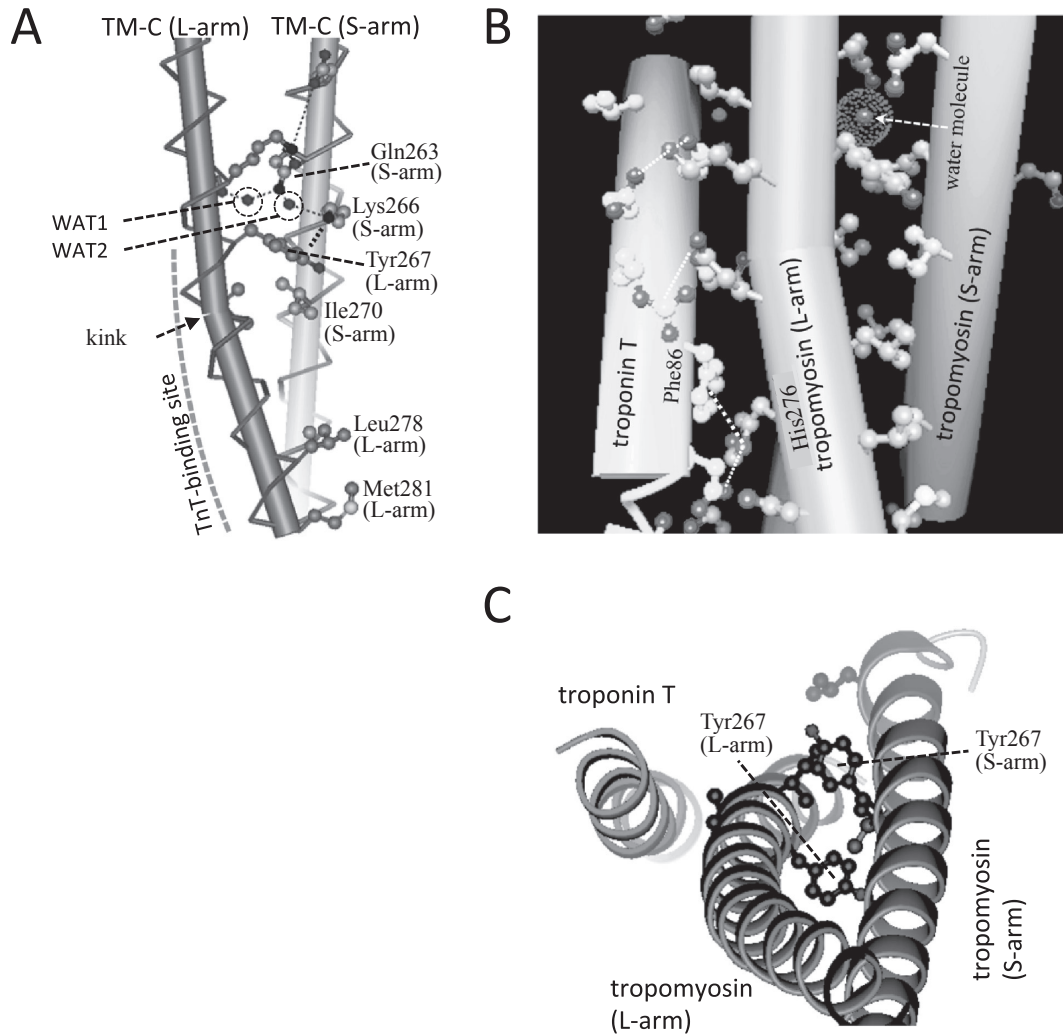 A
TM-C (L-arm) TM-C (S-arm)
Gln263
(S-arm)
WAT1
WAT2
Lys266
(S-arm)
Tyr267
(L-arm)
kink
Ile270
(S-arm)
TnT-binding site
Leu278
(L-arm)
Met281
(L-arm)
B
water molecule
troponin T
Phe86
His276
tropomyosin (L-arm)
tropomyosin (S-arm)
C
troponin T
Tyr267
(L-arm)
Tyr267
(S-arm)
tropomyosin
(S-arm)
tropomyosin
(L-arm)